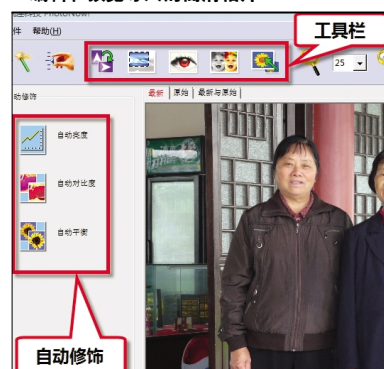 件 帮助(H)
工具栏
25
动修饰
最新 原始 最新与原始
自动亮度
自动对比度
自动平衡
自动修饰